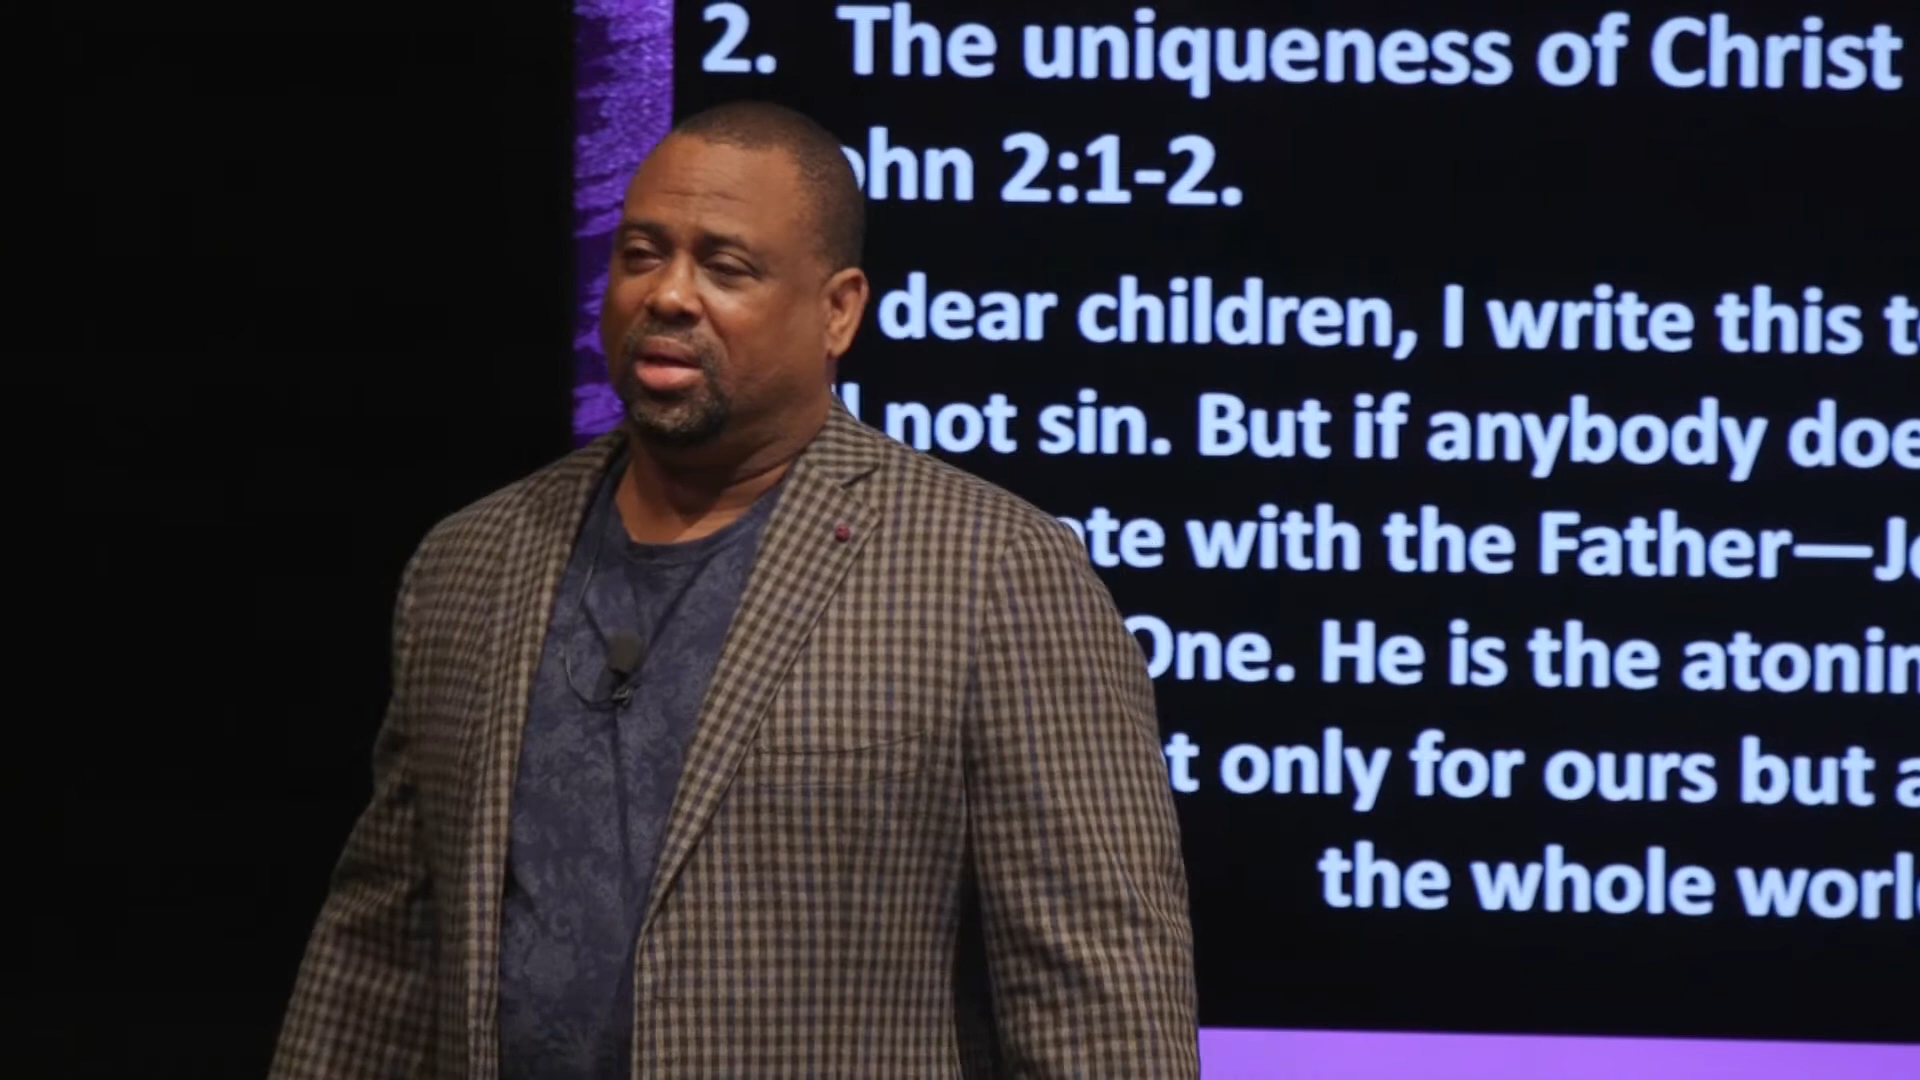 2. The uniqueness of Christ
ohn 2:1-2.
dear children, I write this t
not sin. But if anybody doe
te with the Father—Je
One. He is the atonin
t only for ours but a
the whole worl